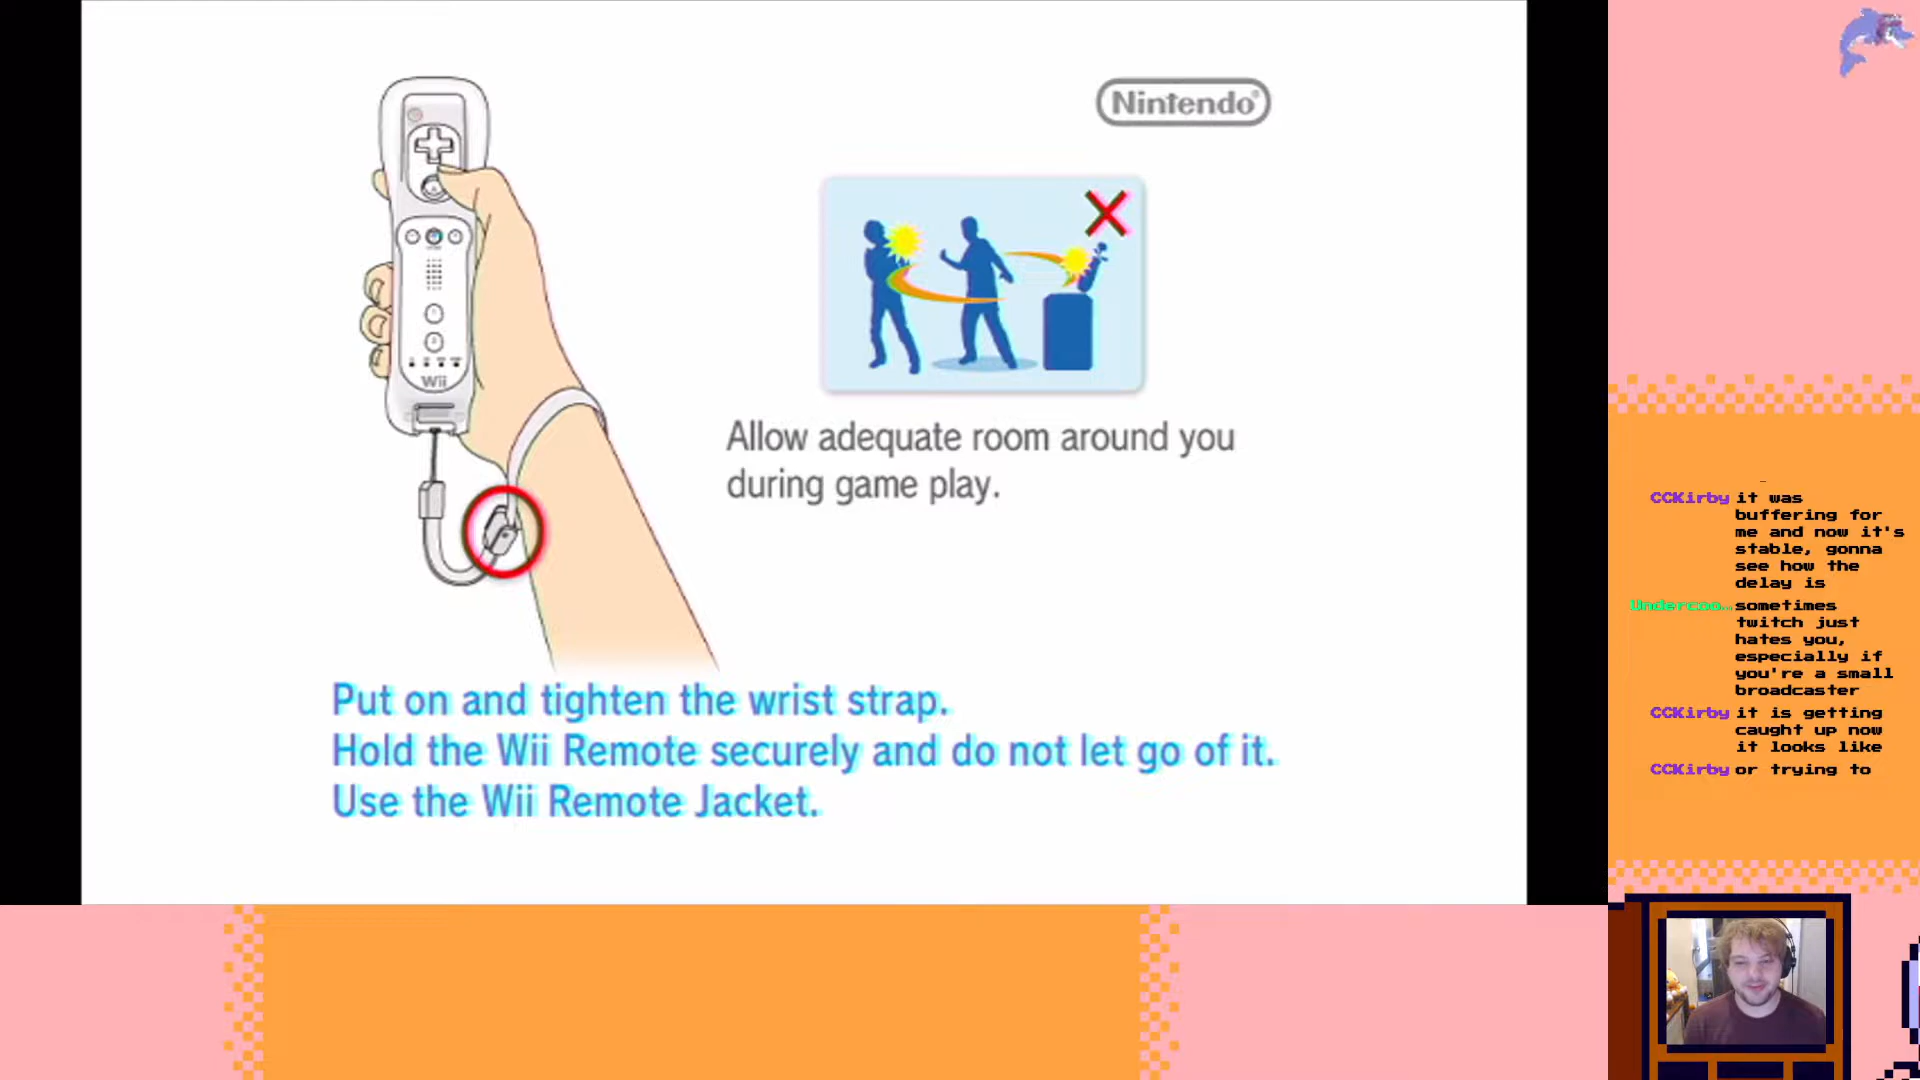 Nintendo®
Wii
Allow adequate room around you
during game play.
Put on and tighten the wrist strap.
Hold the Wii Remote securely and do not let go of it.
Use the Wii Remote Jacket.
CCKirby it was
buffering for
me and now it's
stable, gonna
see how the
delay is
Undercoo… sometimes
twitch just
hates you,
especially if
you're a small
broadcaster
CCKirby it is getting
caught up now
it looks like
CCKirby or trying to